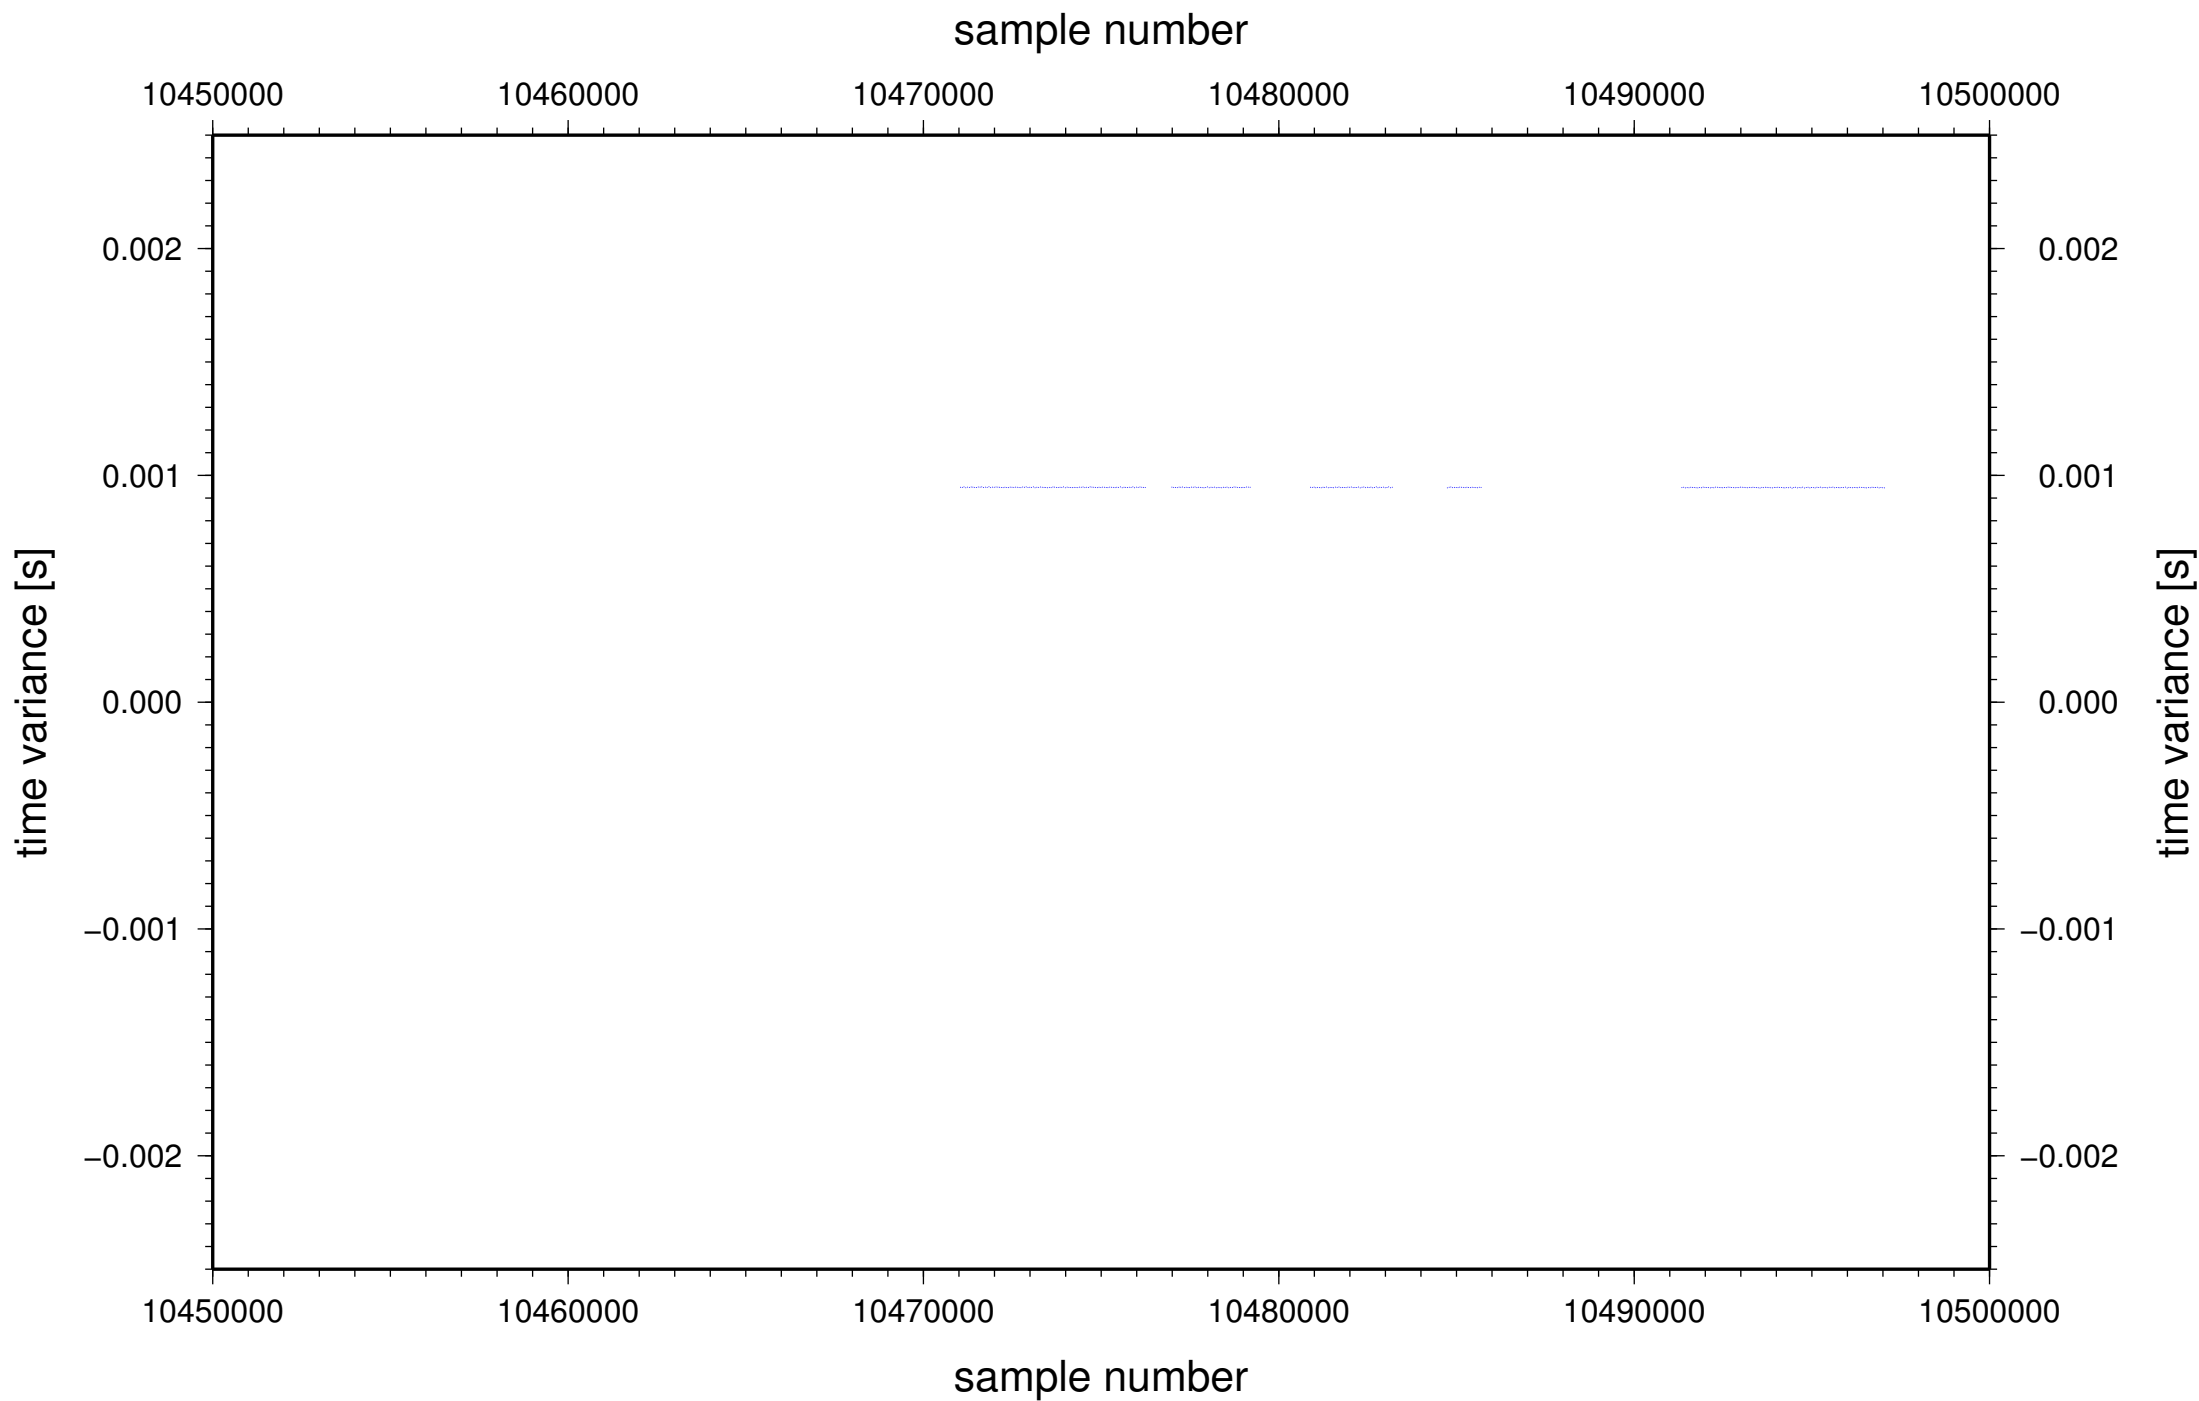 sample number
10450000 10460000 10470000 10480000 10490000 10500000
0.002 0.002
0.001 0.001
0.000 0.000
−0.001 −0.001
−0.002 −0.002
time variance [s]
time variance [s]
10450000 10460000 10470000 10480000 10490000 10500000
sample number